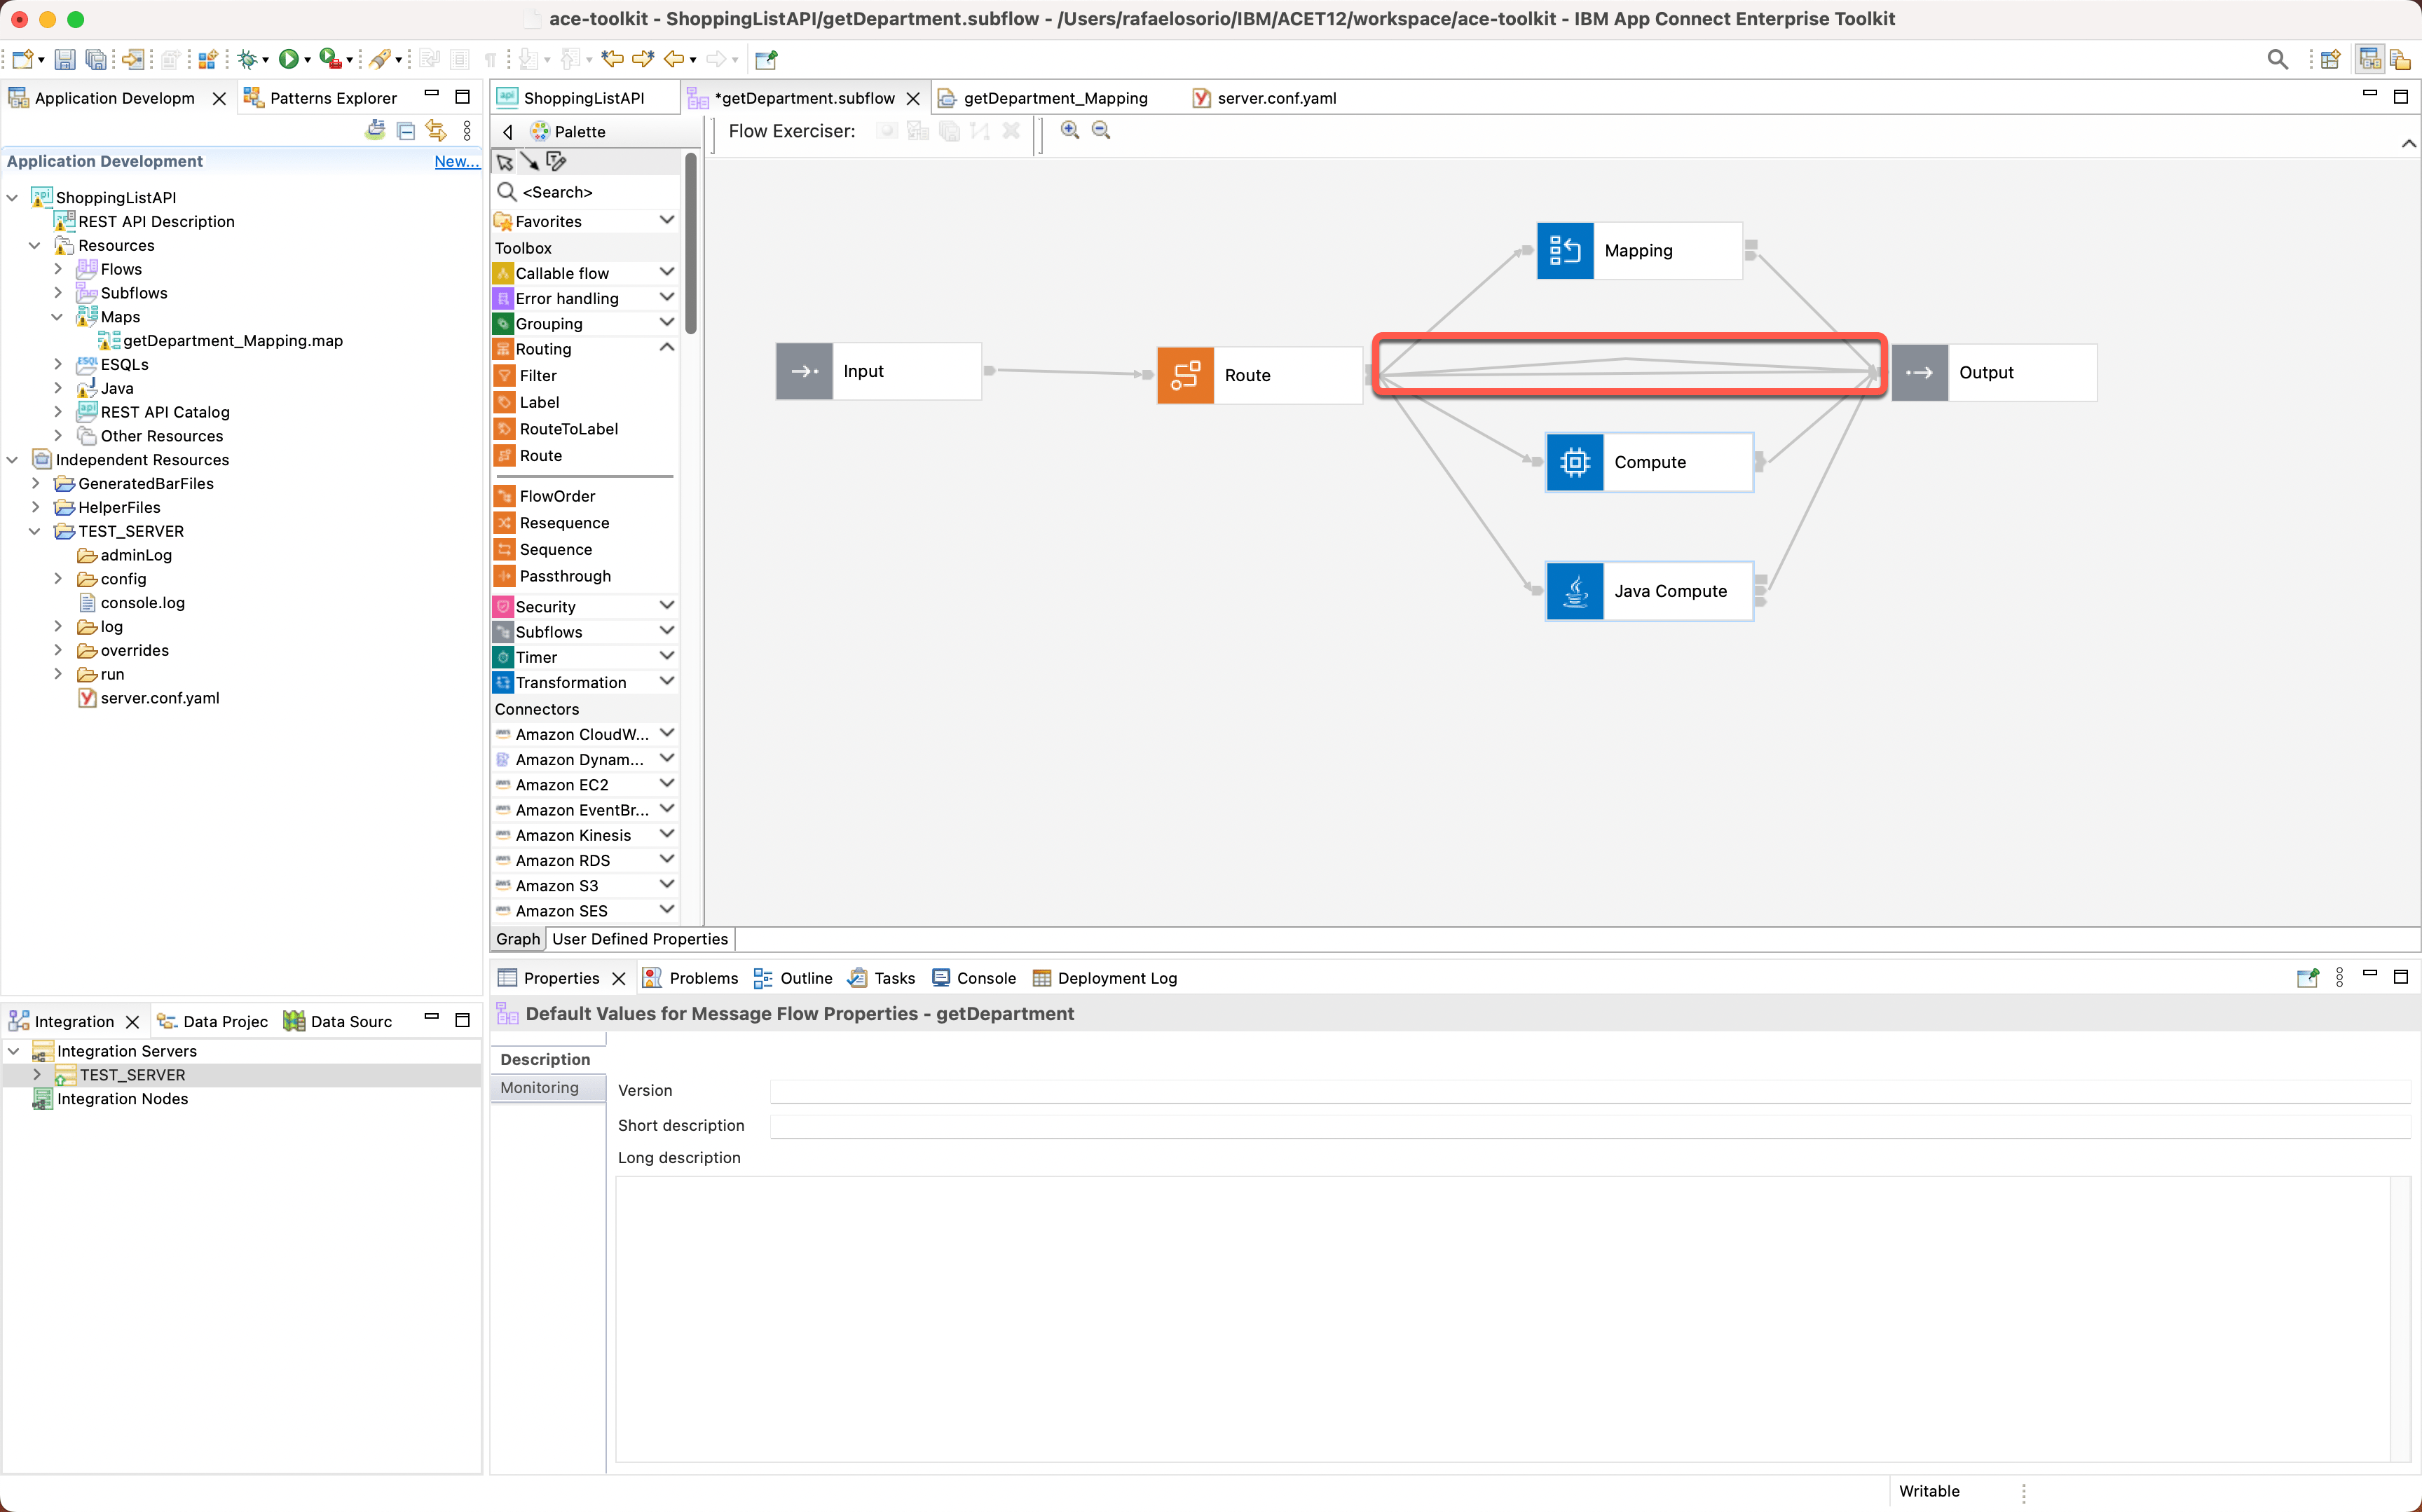 ace-toolkit - ShoppingListAPI/getDepartment.subflow - /Users/rafaelosorio/IBM/ACET12/workspace/ace-toolkit - IBM App Connect Enterprise Toolkit
Application Developm
Patterns Explorer
Application Development
New...
ShoppingListAPI
REST API Description
Resources
Flows
Subflows
Maps
getDepartment_Mapping.map
ESQLs
Java
REST API Catalog
Other Resources
Independent Resources
GeneratedBarFiles
HelperFiles
TEST_SERVER
adminLog
config
console.log
log
overrides
run
server.conf.yaml
Integration
Data Projec
Data Sourc
Integration Servers
TEST_SERVER
Integration Nodes
ShoppingListAPI
*getDepartment.subflow
getDepartment_Mapping
server.conf.yaml
Palette
<Search>
Favorites
Toolbox
Callable flow
Error handling
Grouping
Routing
Filter
Label
RouteToLabel
Route
FlowOrder
Resequence
Sequence
Passthrough
Security
Subflows
Timer
Transformation
Connectors
Amazon CloudW...
Amazon Dynam...
Amazon EC2
Amazon EventBr...
Amazon Kinesis
Amazon RDS
Amazon S3
Amazon SES
Flow Exerciser:
Input
Route
Mapping
Compute
Java Compute
Output
Graph
User Defined Properties
Properties
Problems
Outline
Tasks
Console
Deployment Log
Default Values for Message Flow Properties - getDepartment
Description
Monitoring
Version
Short description
Long description
Writable